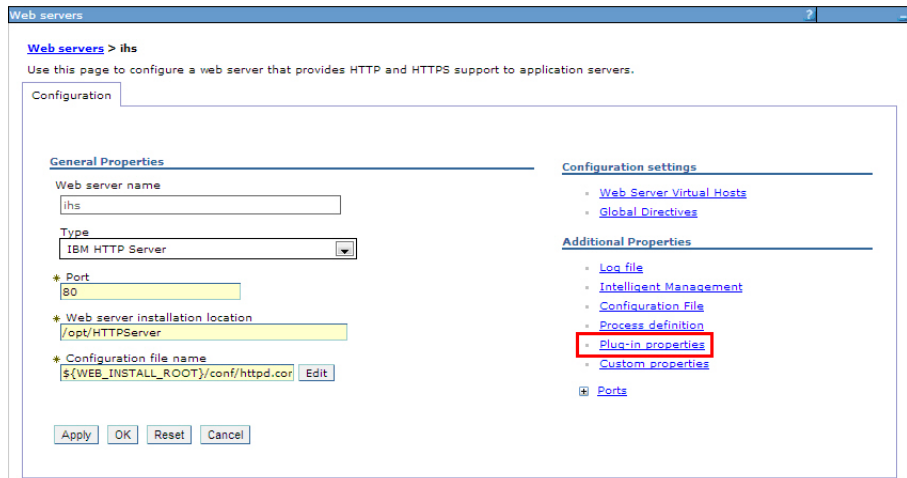 Web servers ?
Web servers > ihs
Use this page to configure a web server that provides HTTP and HTTPS support to application servers.
Configuration
General Properties
Web server name
ihs
Type
IBM HTTP Server
* Port
80
* Web server installation location
/opt/HTTPServer
* Configuration file name
${WEB_INSTALL_ROOT}/conf/httpd.cor Edit
Apply OK Reset Cancel
Configuration settings
Web Server Virtual Hosts
Global Directives
Additional Properties
Log file
Intelligent Management
Configuration File
Process definition
Plug-in properties
Custom properties
Ports